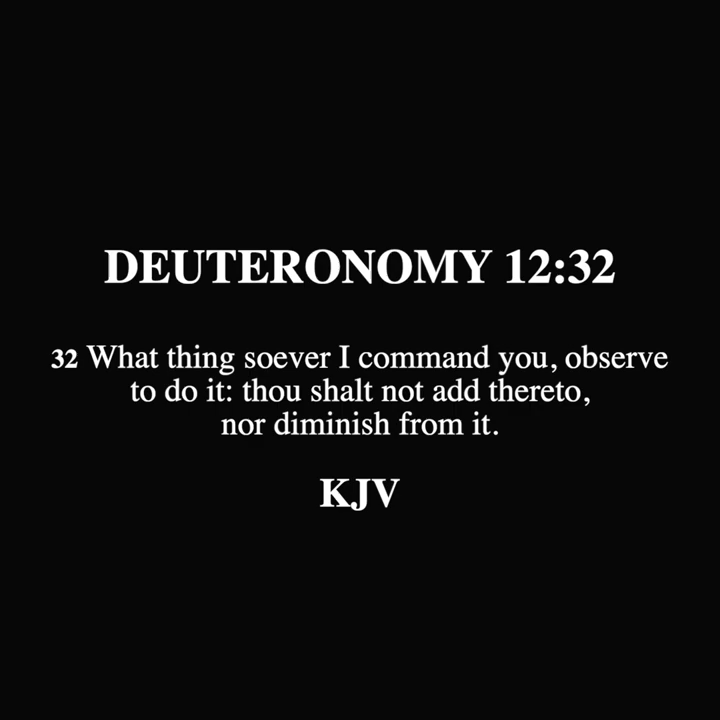 DEUTERONOMY 12:32
32 What thing soever I command you, observe
to do it: thou shalt not add thereto,
nor diminish from it.
KJV